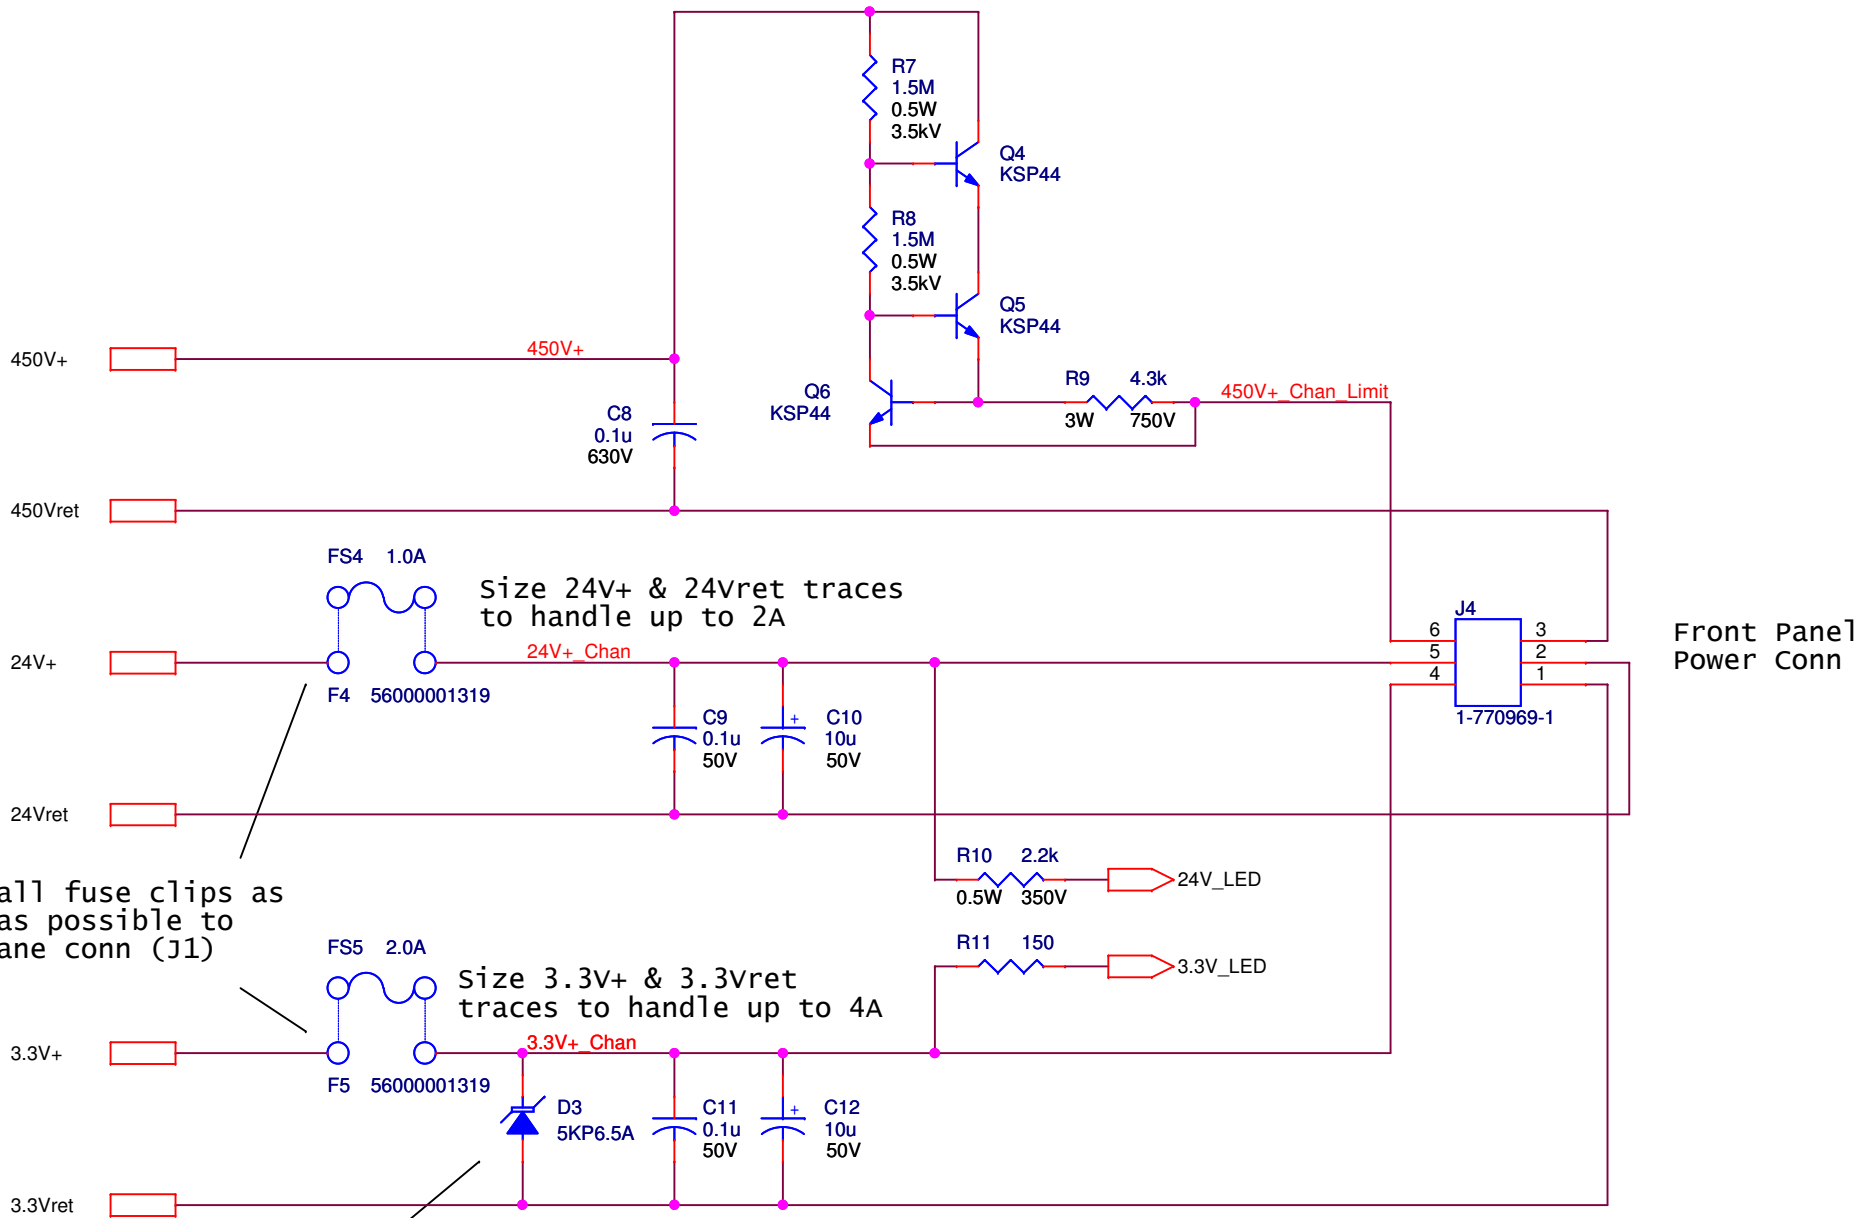 R7
1.5M
0.5W
3.5kV
Q4
KSP44
R8
1.5M
0.5W
3.5kV
Q5
KSP44
450V+
450V+
Q6
KSP44
R9 4.3k
3W 750V
450V+_Chan_Limit
C8
0.1u
630V
450Vret
FS4 1.0A
Size 24V+ & 24Vret traces
to handle up to 2A
J4
6 3
5 2
4 1
1-770969-1
Front Panel
Power Conn
24V+
24V+_Chan
F4 56000001319
C9
0.1u
50V
+
C10
10u
50V
24Vret
R10 2.2k
0.5W 350V
24V_LED
all fuse clips as
as possible to
ane conn (J1)
R11 150
3.3V_LED
FS5 2.0A
Size 3.3V+ & 3.3Vret
traces to handle up to 4A
3.3V+
3.3V+_Chan
F5 56000001319
D3
5KP6.5A
C11
0.1u
50V
+
C12
10u
50V
3.3Vret